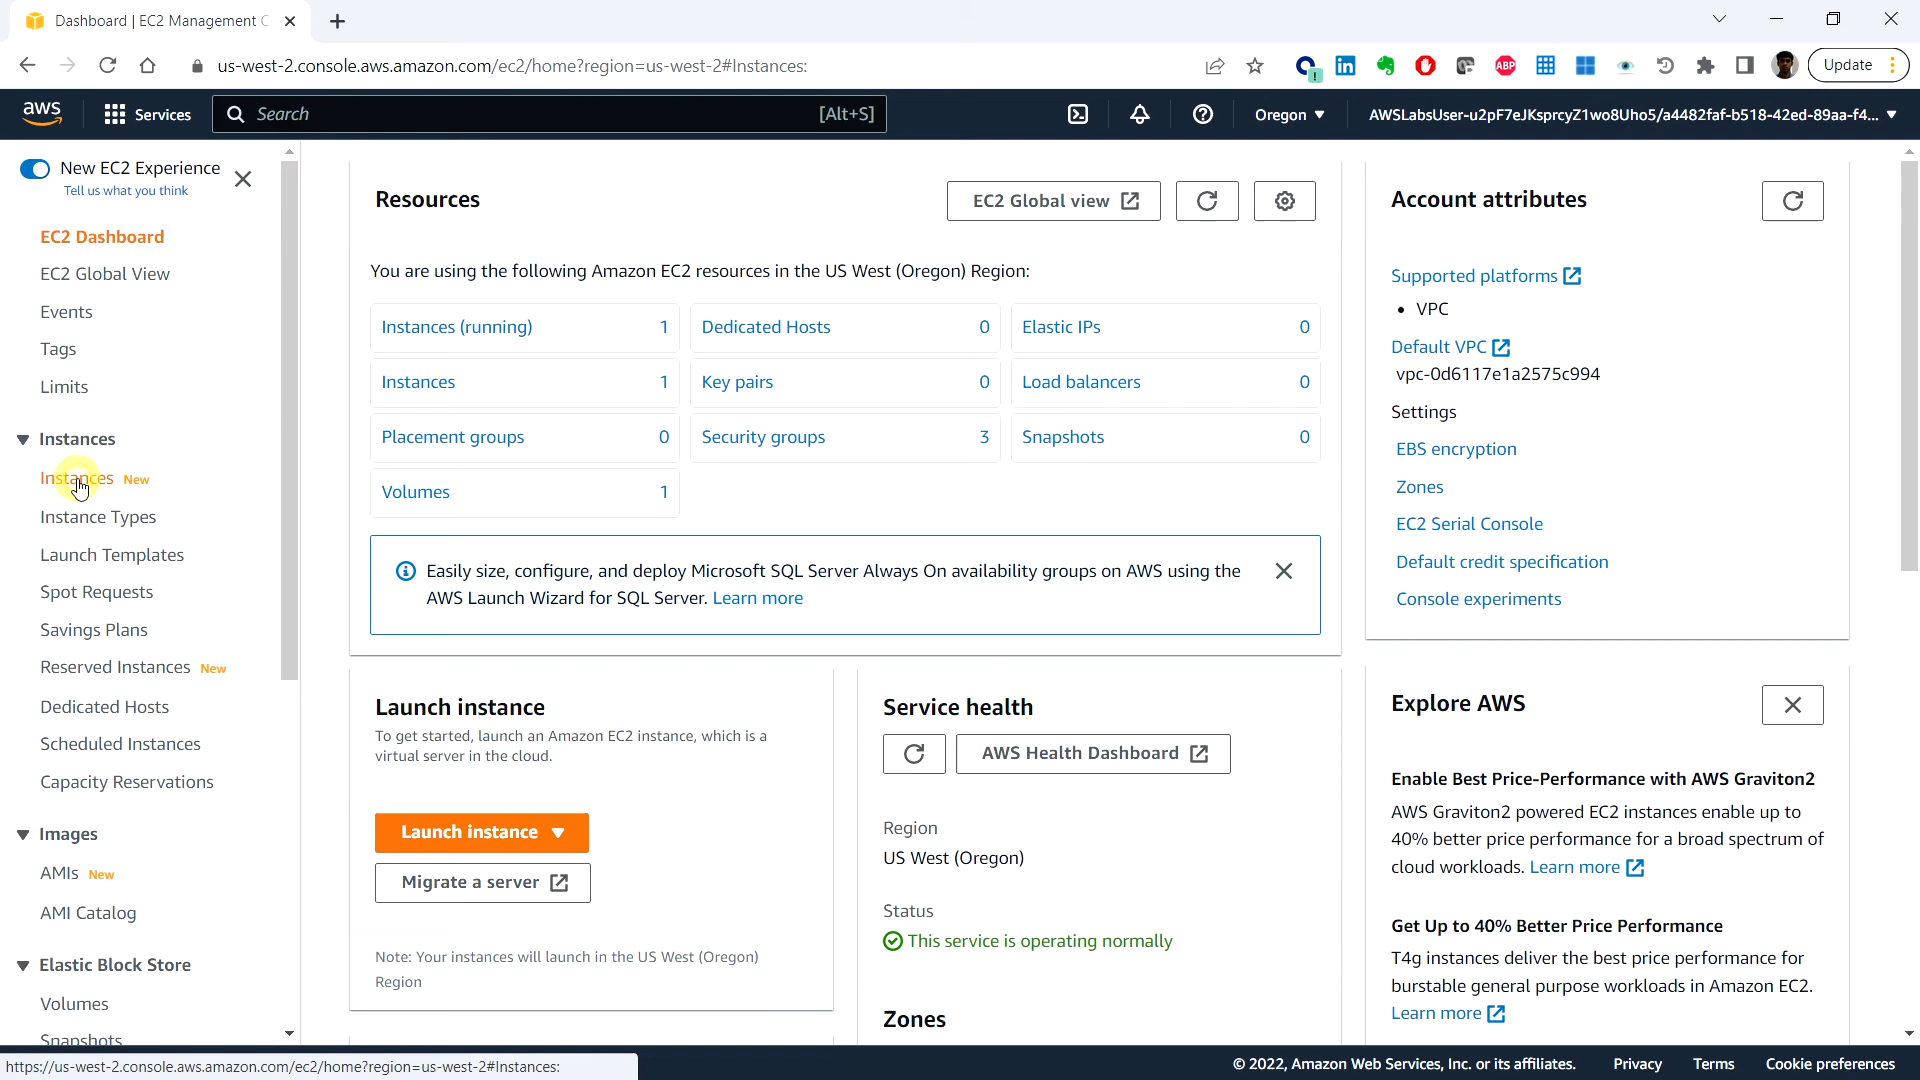 Dashboard | EC2 Management C
us-west-2.console.aws.amazon.com/ec2/home?region=us-west-2#Instances:
ABP
Update
aws
Services
Search
[Alt+S]
Oregon
AWSLabsUser-u2pF7eJKsprcyZ1wo8Uho5/a4482faf-b518-42ed-89aa-f4...
New EC2 Experience
Tell us what you think
EC2 Dashboard
EC2 Global View
Events
Tags
Limits
Instances
Instances New
Instance Types
Launch Templates
Spot Requests
Savings Plans
Reserved Instances New
Dedicated Hosts
Scheduled Instances
Capacity Reservations
Images
AMIs New
AMI Catalog
Elastic Block Store
Volumes
Snapshots
Resources
EC2 Global view
You are using the following Amazon EC2 resources in the US West (Oregon) Region:
Instances (running) 1
Dedicated Hosts 0
Elastic IPs 0
Instances 1
Key pairs 0
Load balancers 0
Placement groups 0
Security groups 3
Snapshots 0
Volumes 1
Easily size, configure, and deploy Microsoft SQL Server Always On availability groups on AWS using the
AWS Launch Wizard for SQL Server. Learn more
Launch instance
To get started, launch an Amazon EC2 instance, which is a
virtual server in the cloud.
Launch instance
Migrate a server
Note: Your instances will launch in the US West (Oregon)
Region
Service health
AWS Health Dashboard
Region
US West (Oregon)
Status
This service is operating normally
Zones
Account attributes
Supported platforms
• VPC
Default VPC
vpc-0d6117e1a2575c994
Settings
EBS encryption
Zones
EC2 Serial Console
Default credit specification
Console experiments
Explore AWS
Enable Best Price-Performance with AWS Graviton2
AWS Graviton2 powered EC2 instances enable up to
40% better price performance for a broad spectrum of
cloud workloads. Learn more
Get Up to 40% Better Price Performance
T4g instances deliver the best price performance for
burstable general purpose workloads in Amazon EC2.
Learn more
https://us-west-2.console.aws.amazon.com/ec2/home?region=us-west-2#Instances:
© 2022, Amazon Web Services, Inc. or its affiliates.
Privacy
Terms
Cookie preferences